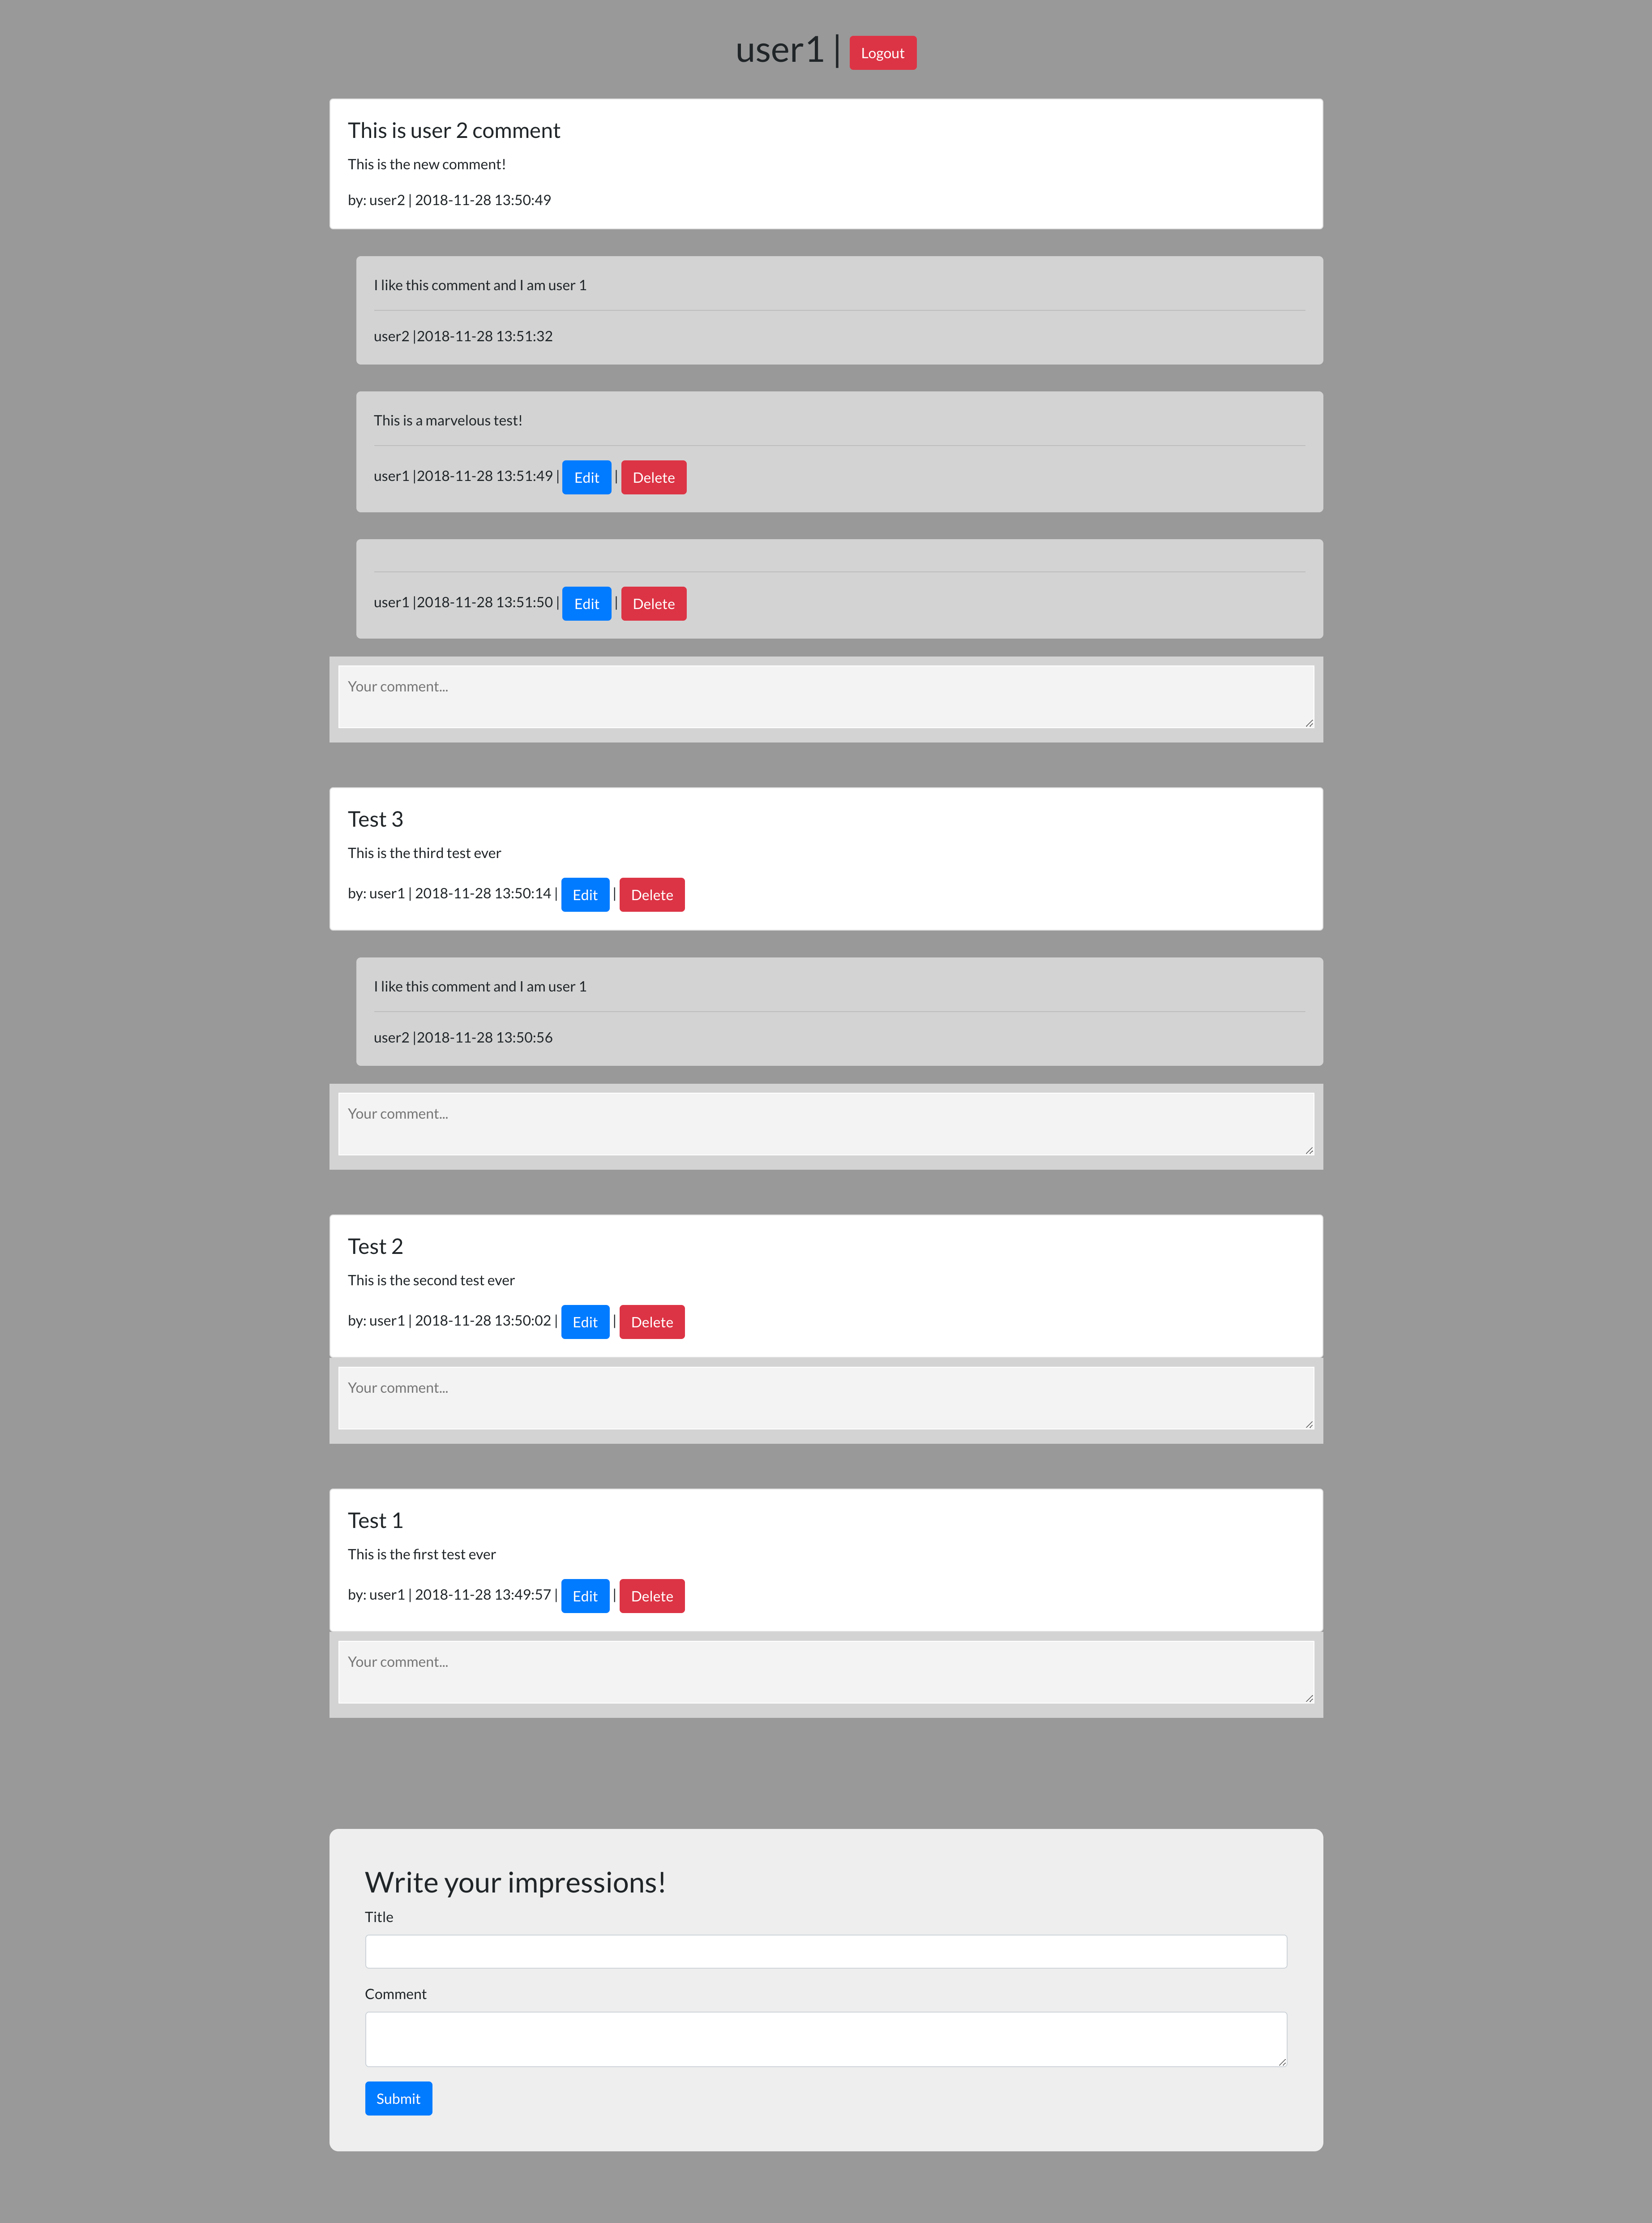 user1 | Logout
This is user 2 comment
This is the new comment!
by: user2 | 2018-11-28 13:50:49
I like this comment and I am user 1
user2 |2018-11-28 13:51:32
This is a marvelous test!
user1 |2018-11-28 13:51:49 | Edit | Delete
user1 |2018-11-28 13:51:50 | Edit | Delete
Your comment...
Test 3
This is the third test ever
by: user1 | 2018-11-28 13:50:14 | Edit | Delete
I like this comment and I am user 1
user2 |2018-11-28 13:50:56
Your comment...
Test 2
This is the second test ever
by: user1 | 2018-11-28 13:50:02 | Edit | Delete
Your comment...
Test 1
This is the first test ever
by: user1 | 2018-11-28 13:49:57 | Edit | Delete
Your comment...
Write your impressions!
Title
Comment
Submit